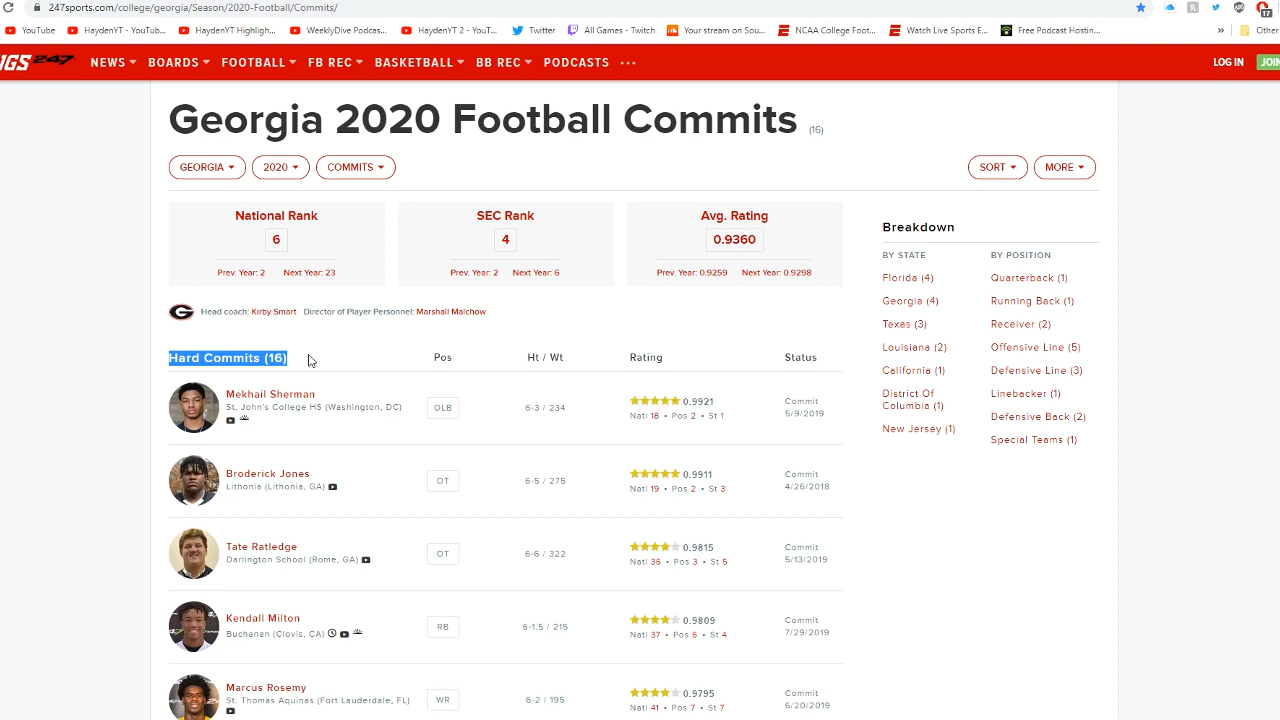 247sports.com/college/georgia/Season/2020-Football/Commits/
YouTube HaydenYT - YouTub... HaydenYT Highligh... WeeklyDive Podcas... HaydenYT 2 - YouT... Twitter All Games - Twitch Your stream on Sou... NCAA College Foot... Watch Live Sports E... Free Podcast Hostin... » Other
247 NEWS BOARDS FOOTBALL FB REC BASKETBALL BB REC PODCASTS ••• LOG IN JOIN
17
Georgia 2020 Football Commits (16)
GEORGIA 2020 COMMITS SORT MORE
National Rank SEC Rank Avg. Rating
6 4 0.9360
Prev. Year: 2 Next Year: 23 Prev. Year: 2 Next Year: 6 Prev. Year: 0.9259 Next Year: 0.9298
G Head coach: Kirby Smart Director of Player Personnel: Marshall Malchow
Hard Commits (16) Pos Ht / Wt Rating Status
Mekhail Sherman
St. John's College HS (Washington, DC)
OLB 6-3 / 234 0.9921
Natl 18 • Pos 2 • St 1
Commit
5/9/2019
Broderick Jones
Lithonia (Lithonia, GA)
OT 6-5 / 275 0.9911
Natl 19 • Pos 2 • St 3
Commit
4/26/2018
Tate Ratledge
Darlington School (Rome, GA)
OT 6-6 / 322 0.9815
Natl 36 • Pos 3 • St 5
Commit
5/13/2019
Kendall Milton
Buchanan (Clovis, CA)
RB 6-1.5 / 215 0.9809
Natl 37 • Pos 6 • St 4
Commit
7/29/2019
Marcus Rosemy
St. Thomas Aquinas (Fort Lauderdale, FL)
WR 6-2 / 195 0.9795
Natl 41 • Pos 7 • St 7
Commit
6/20/2019
Breakdown
BY STATE
Florida (4)
Georgia (4)
Texas (3)
Louisiana (2)
California (1)
District Of
Columbia (1)
New Jersey (1)
BY POSITION
Quarterback (1)
Running Back (1)
Receiver (2)
Offensive Line (5)
Defensive Line (3)
Linebacker (1)
Defensive Back (2)
Special Teams (1)